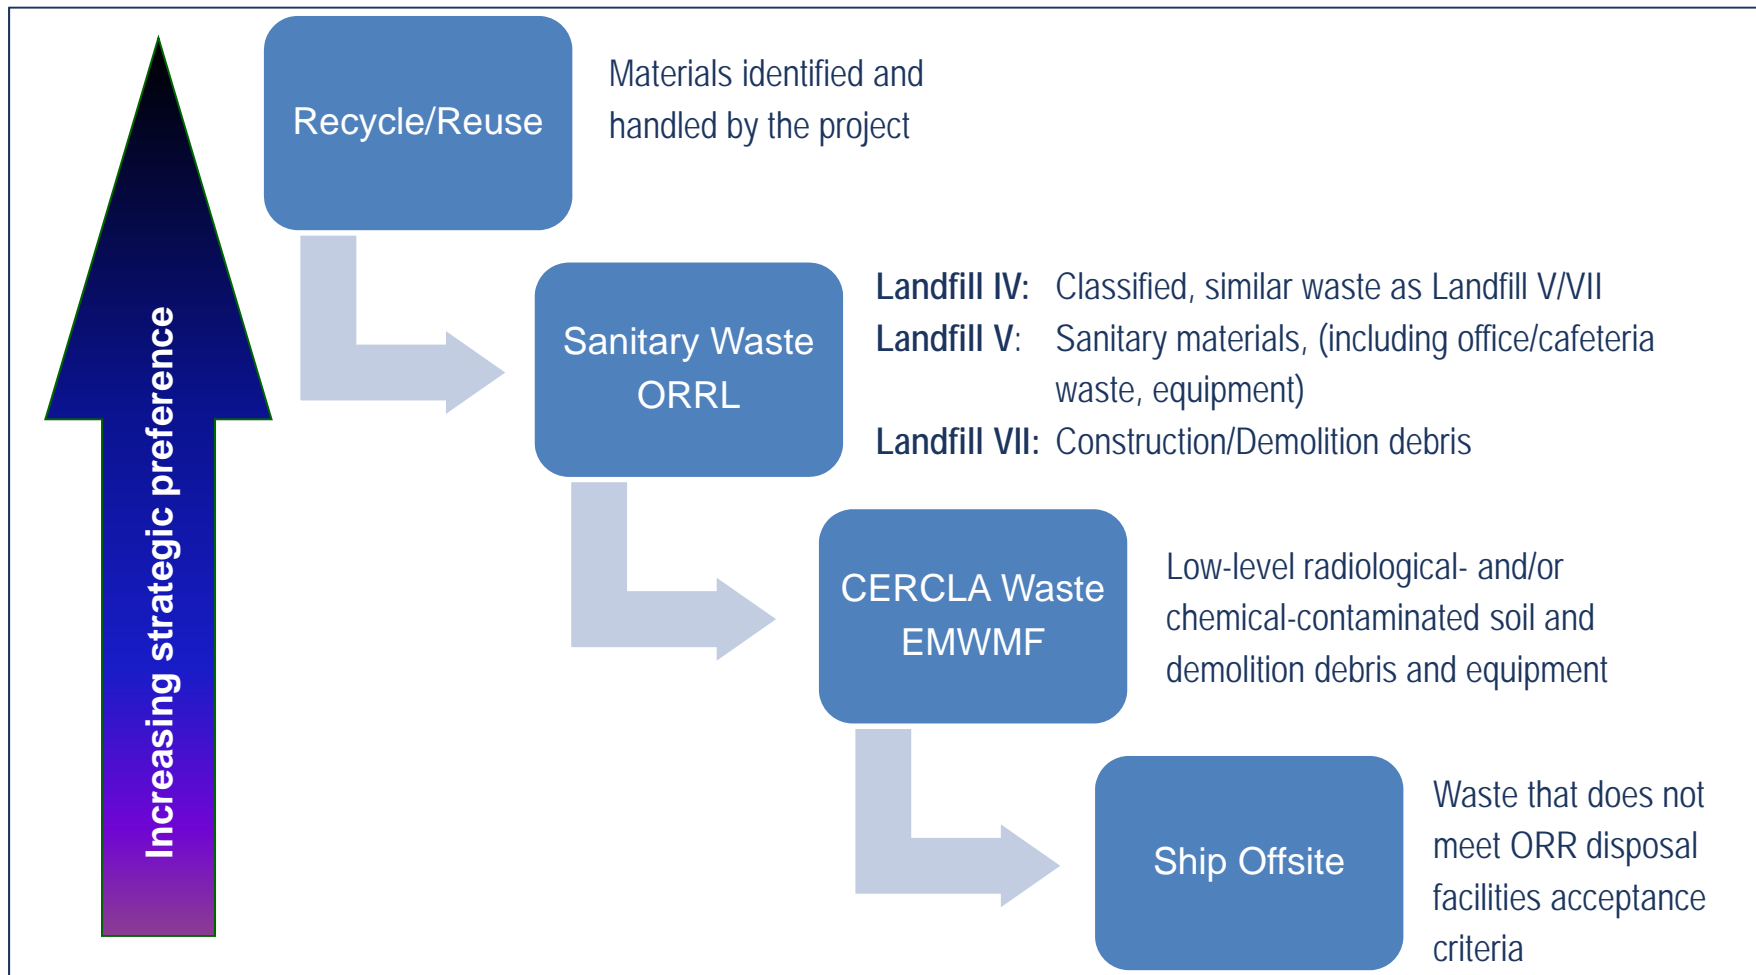 Increasing strategic preference
Recycle/Reuse
Materials identified and
handled by the project
Sanitary Waste
ORRL
Landfill IV: Classified, similar waste as Landfill V/VII
Landfill V: Sanitary materials, (including office/cafeteria
waste, equipment)
Landfill VII: Construction/Demolition debris
CERCLA Waste
EMWMF
Low-level radiological- and/or
chemical-contaminated soil and
demolition debris and equipment
Ship Offsite
Waste that does not
meet ORR disposal
facilities acceptance
criteria